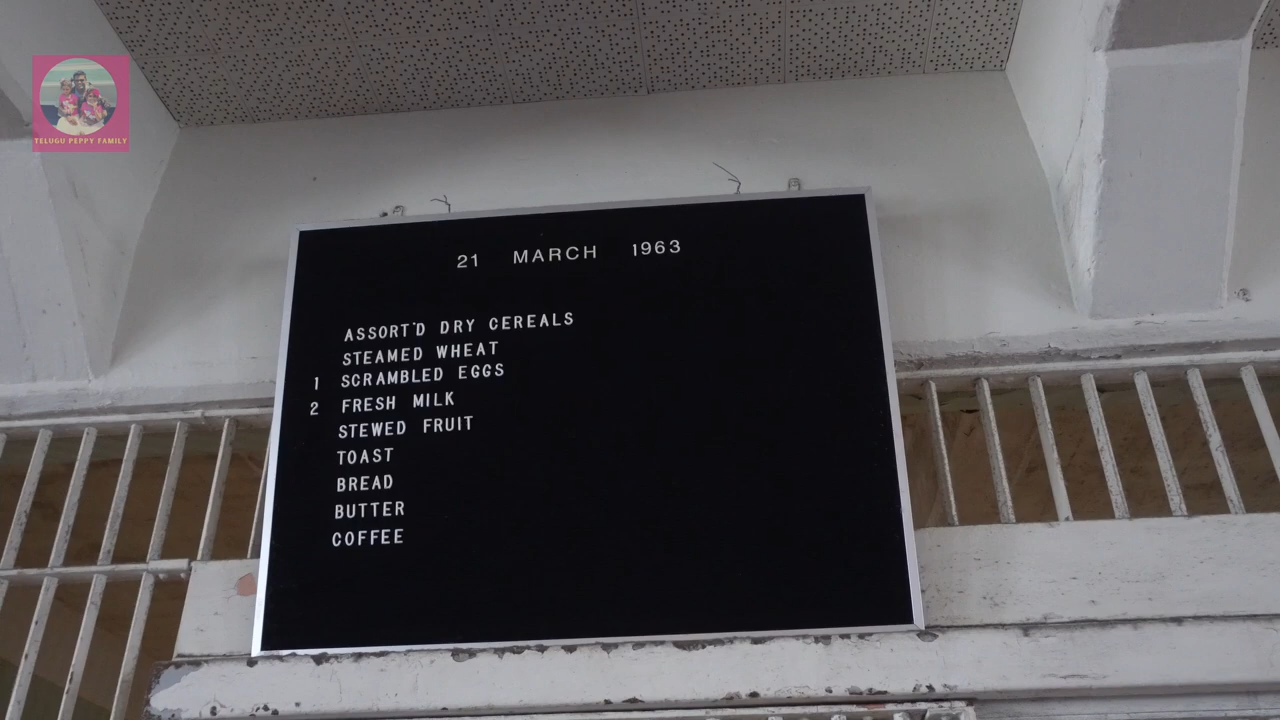 TELUGU PEPPY FAMILY
21 MARCH 1963
ASSORT'D DRY CEREALS
STEAMED WHEAT
1 SCRAMBLED EGGS
2 FRESH MILK
STEWED FRUIT
TOAST
BREAD
BUTTER
COFFEE